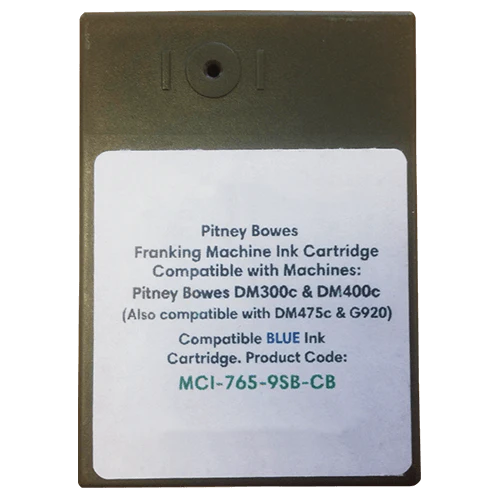 Pitney Bowes
Franking Machine Ink Cartridge
Compatible with Machines:
Pitney Bowes DM300c & DM400c
(Also compatible with DM475c & G920)
Compatible BLUE Ink
Cartridge. Product Code:
MCI-765-9SB-CB